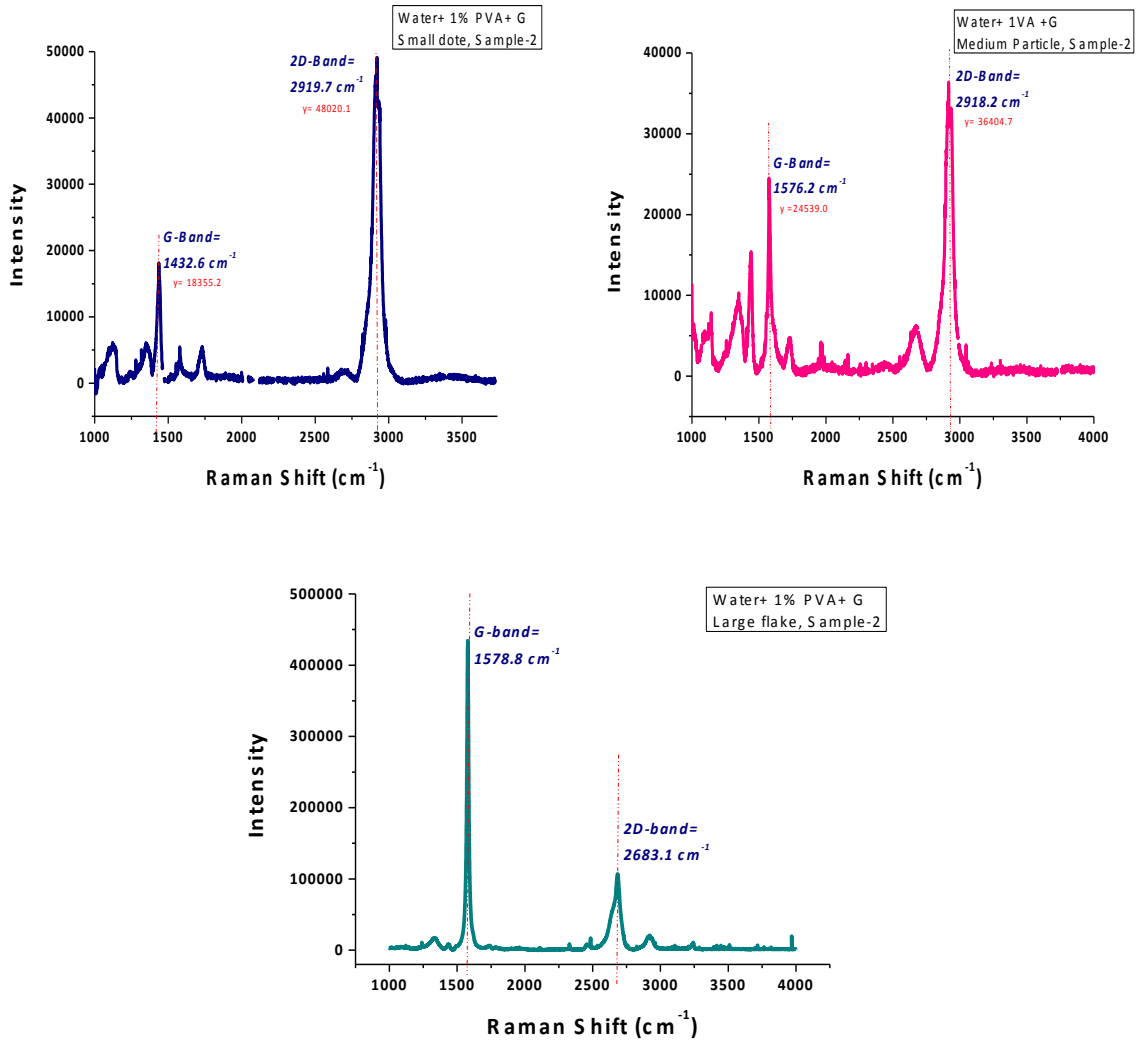 Water+ 1% PVA+ G
Small dote, Sample-2
2D-Band=
2919.7 cm-1
y= 48020.1
G-Band=
1432.6 cm-1
y= 18355.2
50000
40000
30000
20000
10000
0
Intensity
1000 1500 2000 2500 3000 3500
Raman Shift (cm-1)
Water+ 1VA +G
Medium Particle, Sample-2
2D-Band=
2918.2 cm-1
y= 36404.7
G-Band=
1576.2 cm-1
y =24539.0
40000
30000
20000
10000
0
Intensity
1000 1500 2000 2500 3000 3500 4000
Raman Shift (cm-1)
Water+ 1% PVA+ G
Large flake, Sample-2
G-band=
1578.8 cm-1
2D-band=
2683.1 cm-1
500000
400000
300000
200000
100000
0
Intensity
1000 1500 2000 2500 3000 3500 4000
Raman Shift (cm-1)